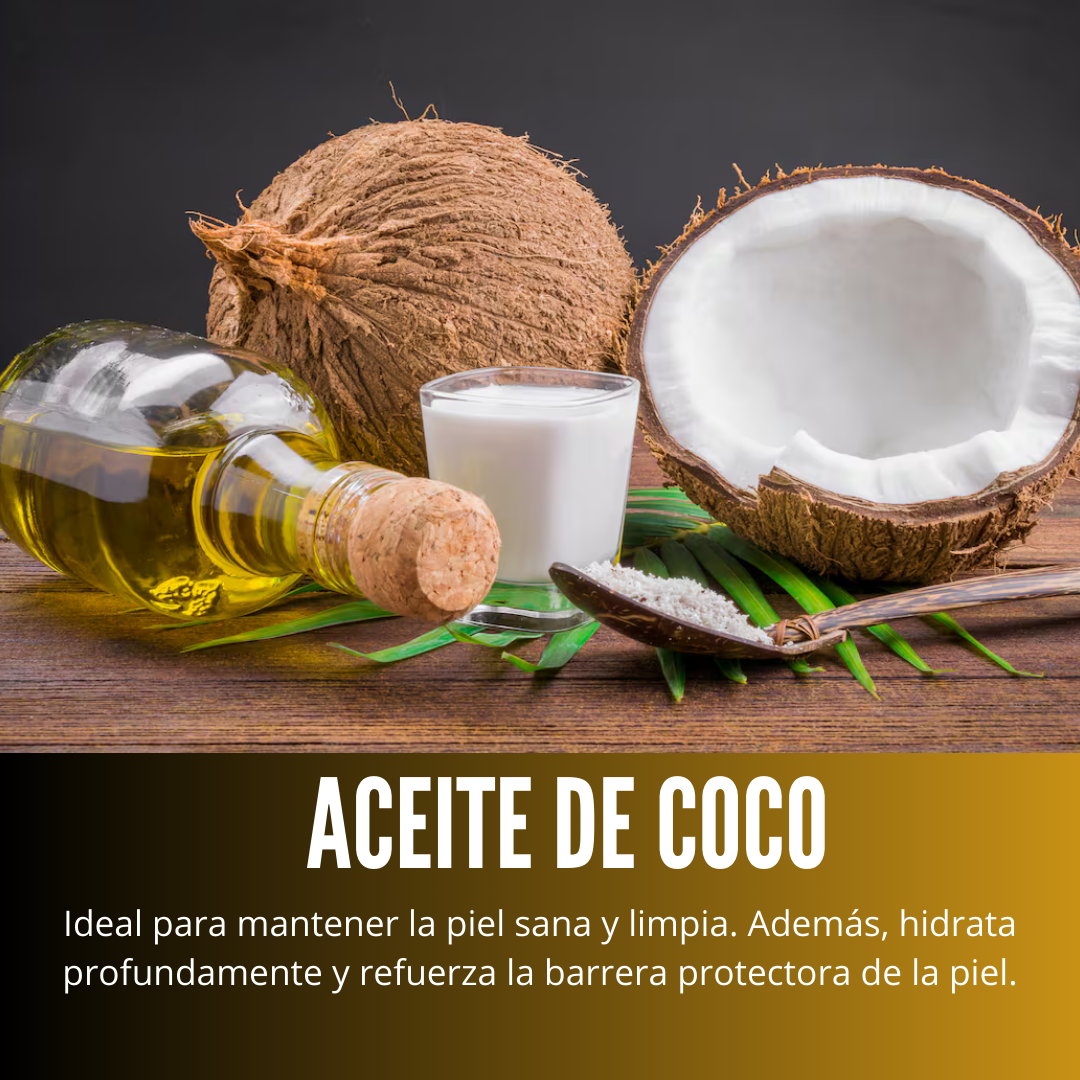 ACEITE DE COCO
Ideal para mantener la piel sana y limpia. Además, hidrata
profundamente y refuerza la barrera protectora de la piel.